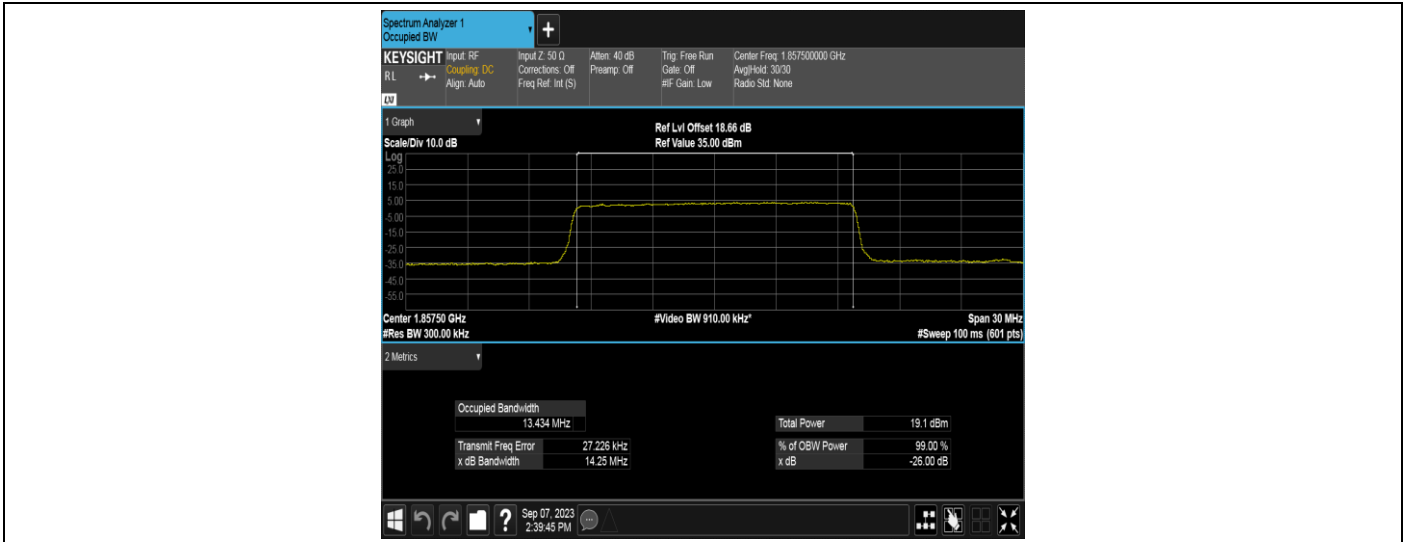 Spectrum Analyzer 1
Occupied BW
+
KEYSIGHT Input: RF Input Z: 50 Ω Atten: 40 dB Trig: Free Run Center Freq: 1.857500000 GHz
RL Coupling: DC Corrections: Off Preamp: Off Gate: Off Avg|Hold: 30/30
Align: Auto Freq Ref: Int (S) #IF Gain: Low Radio Std: None
LXI
1 Graph
Ref Lvl Offset 18.66 dB
Scale/Div 10.0 dB Ref Value 35.00 dBm
Log
25.0
15.0
5.00
-5.00
-15.0
-25.0
-35.0
-45.0
-55.0
Center 1.85750 GHz #Video BW 910.00 kHz* Span 30 MHz
#Res BW 300.00 kHz #Sweep 100 ms (601 pts)
2 Metrics
Occupied Bandwidth
13.434 MHz
Total Power 19.1 dBm
Transmit Freq Error 27.226 kHz % of OBW Power 99.00 %
x dB Bandwidth 14.25 MHz x dB -26.00 dB
? Sep 07, 2023
2:39:45 PM